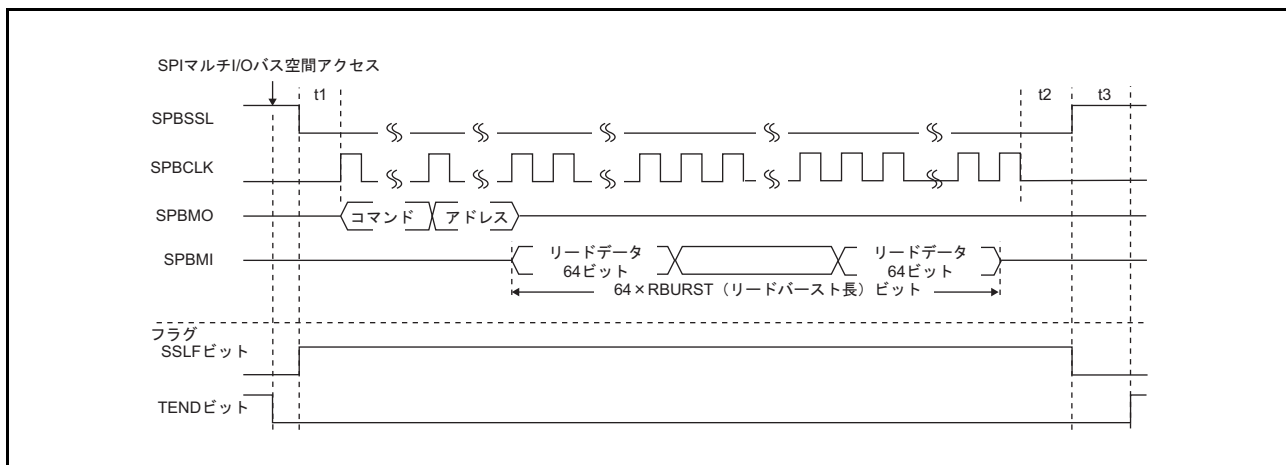 SPIマルチI/Oバス空間アクセス
t1
t2
t3
SPBSSL
SPBCLK
SPBMO
コマンド
アドレス
SPBMI
リードデータ
64ビット
リードデータ
64ビット
64×RBURST（リードバースト長）ビット
フラグ
SSLFビット
TENDビット